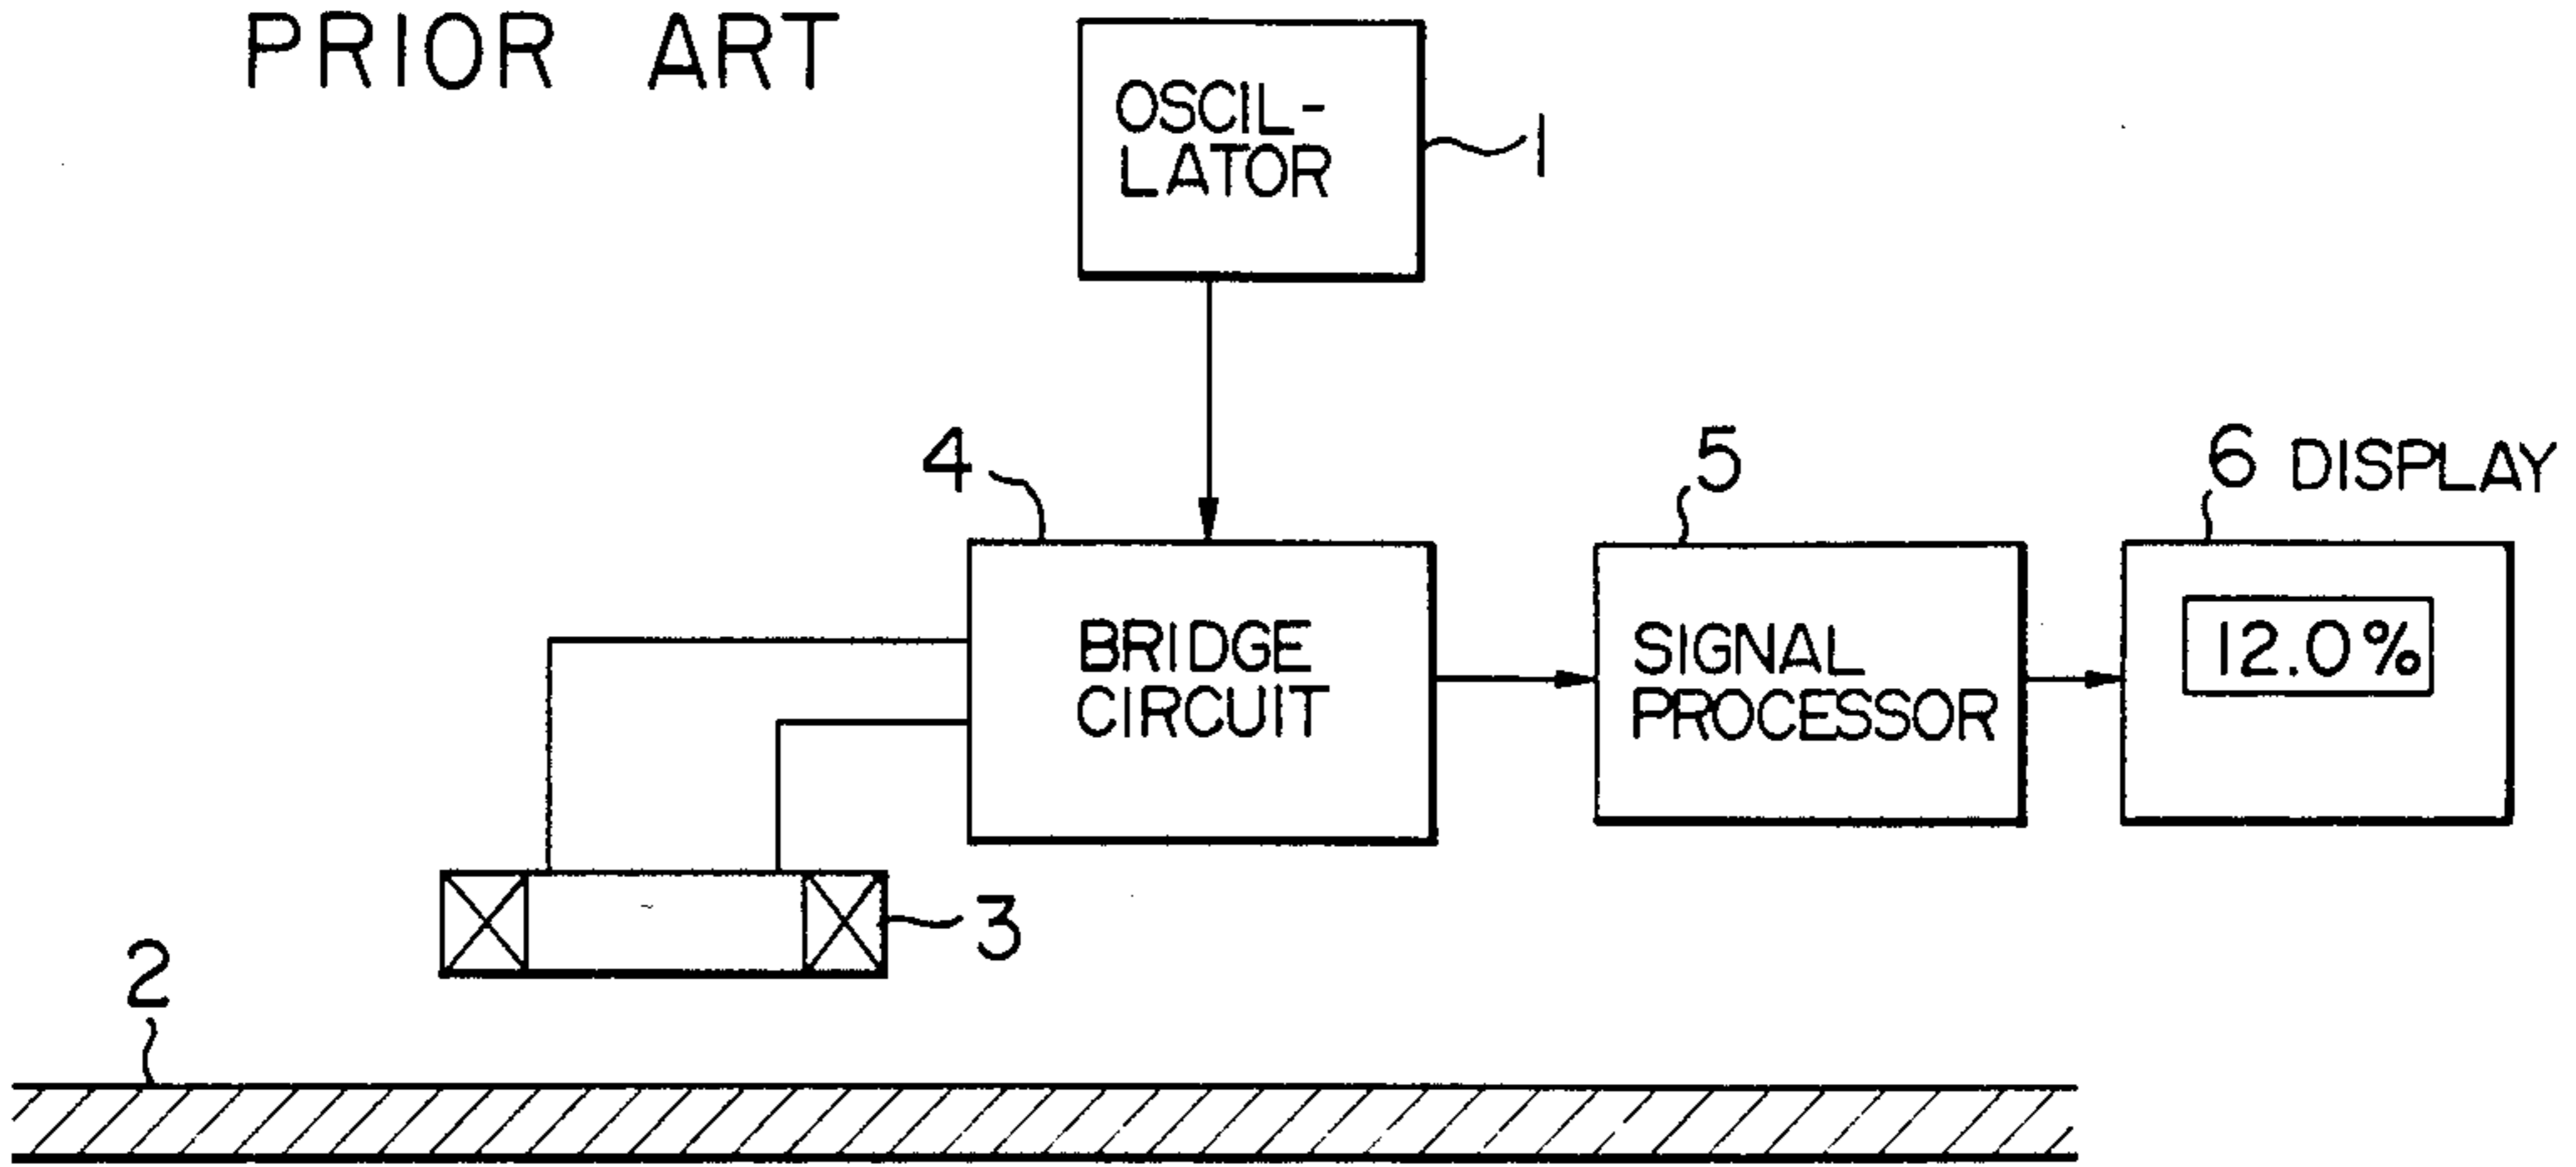 PRIOR ART
OSCIL-
LATOR
1
4
5
6 DISPLAY
BRIDGE
CIRCUIT
SIGNAL
PROCESSOR
12.0%
3
2